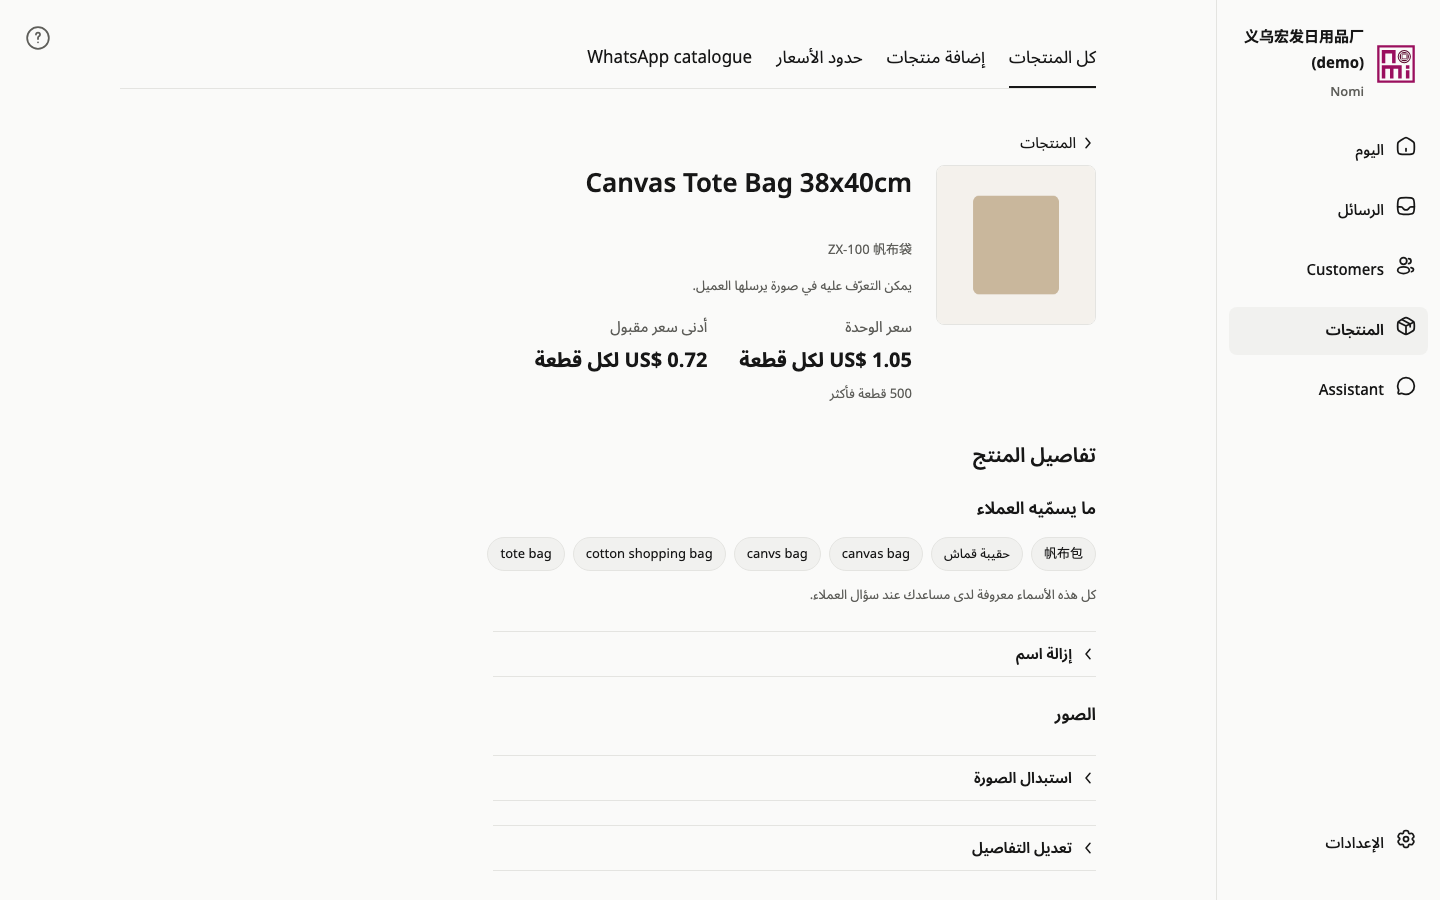 义乌宏发日用品厂
(demo)
Nomi
اليوم
الرسائل
Customers
المنتجات
Assistant
الإعدادات
كل المنتجات
إضافة منتجات
حدود الأسعار
WhatsApp catalogue
المنتجات
Canvas Tote Bag 38x40cm
ZX-100 帆布袋
يمكن التعرّف عليه في صورة يرسلها العميل.
سعر الوحدة
US$ 1.05 لكل قطعة
500 قطعة فأكثر
أدنى سعر مقبول
US$ 0.72 لكل قطعة
تفاصيل المنتج
ما يسمّيه العملاء
帆布包
حقيبة قماش
canvas bag
canvs bag
cotton shopping bag
tote bag
كل هذه الأسماء معروفة لدى مساعدك عند سؤال العملاء.
إزالة اسم
الصور
استبدال الصورة
تعديل التفاصيل